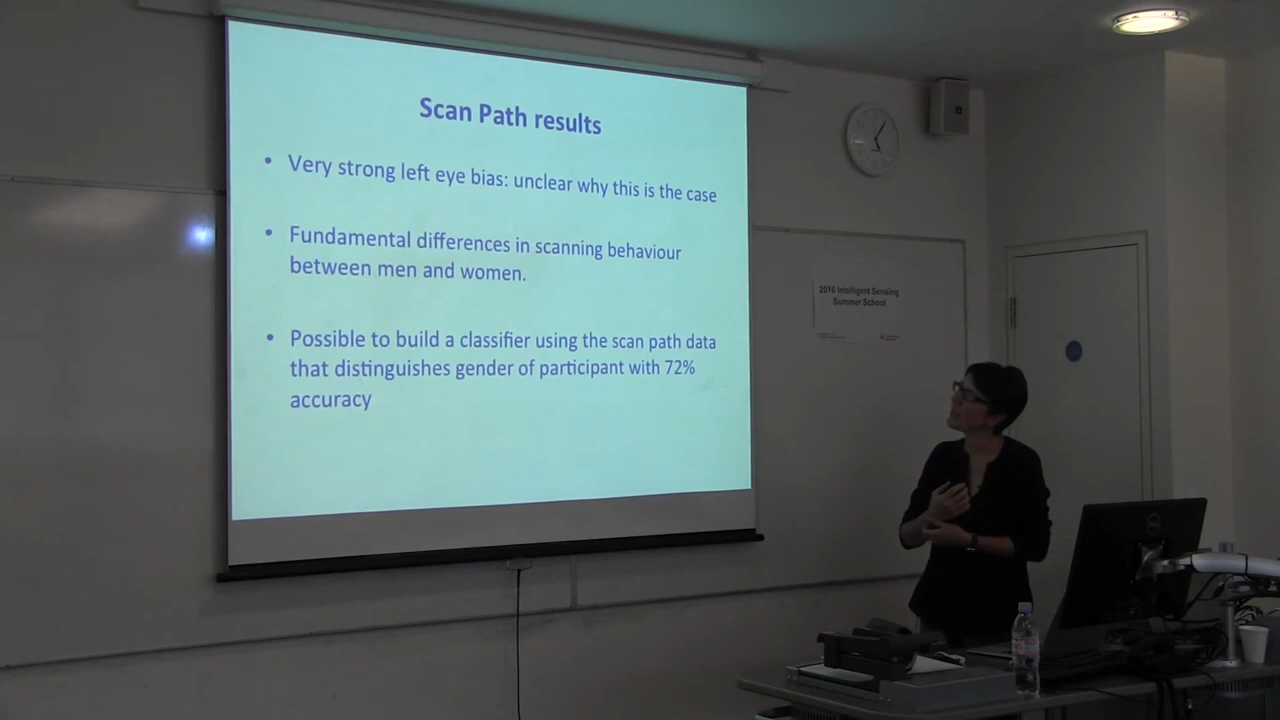 Scan Path results
• Very strong left eye bias: unclear why this is the case
• Fundamental differences in scanning behaviour
between men and women.
• Possible to build a classifier using the scan path data
that distinguishes gender of participant with 72%
accuracy
2016 Intelligent Sensing
Summer School